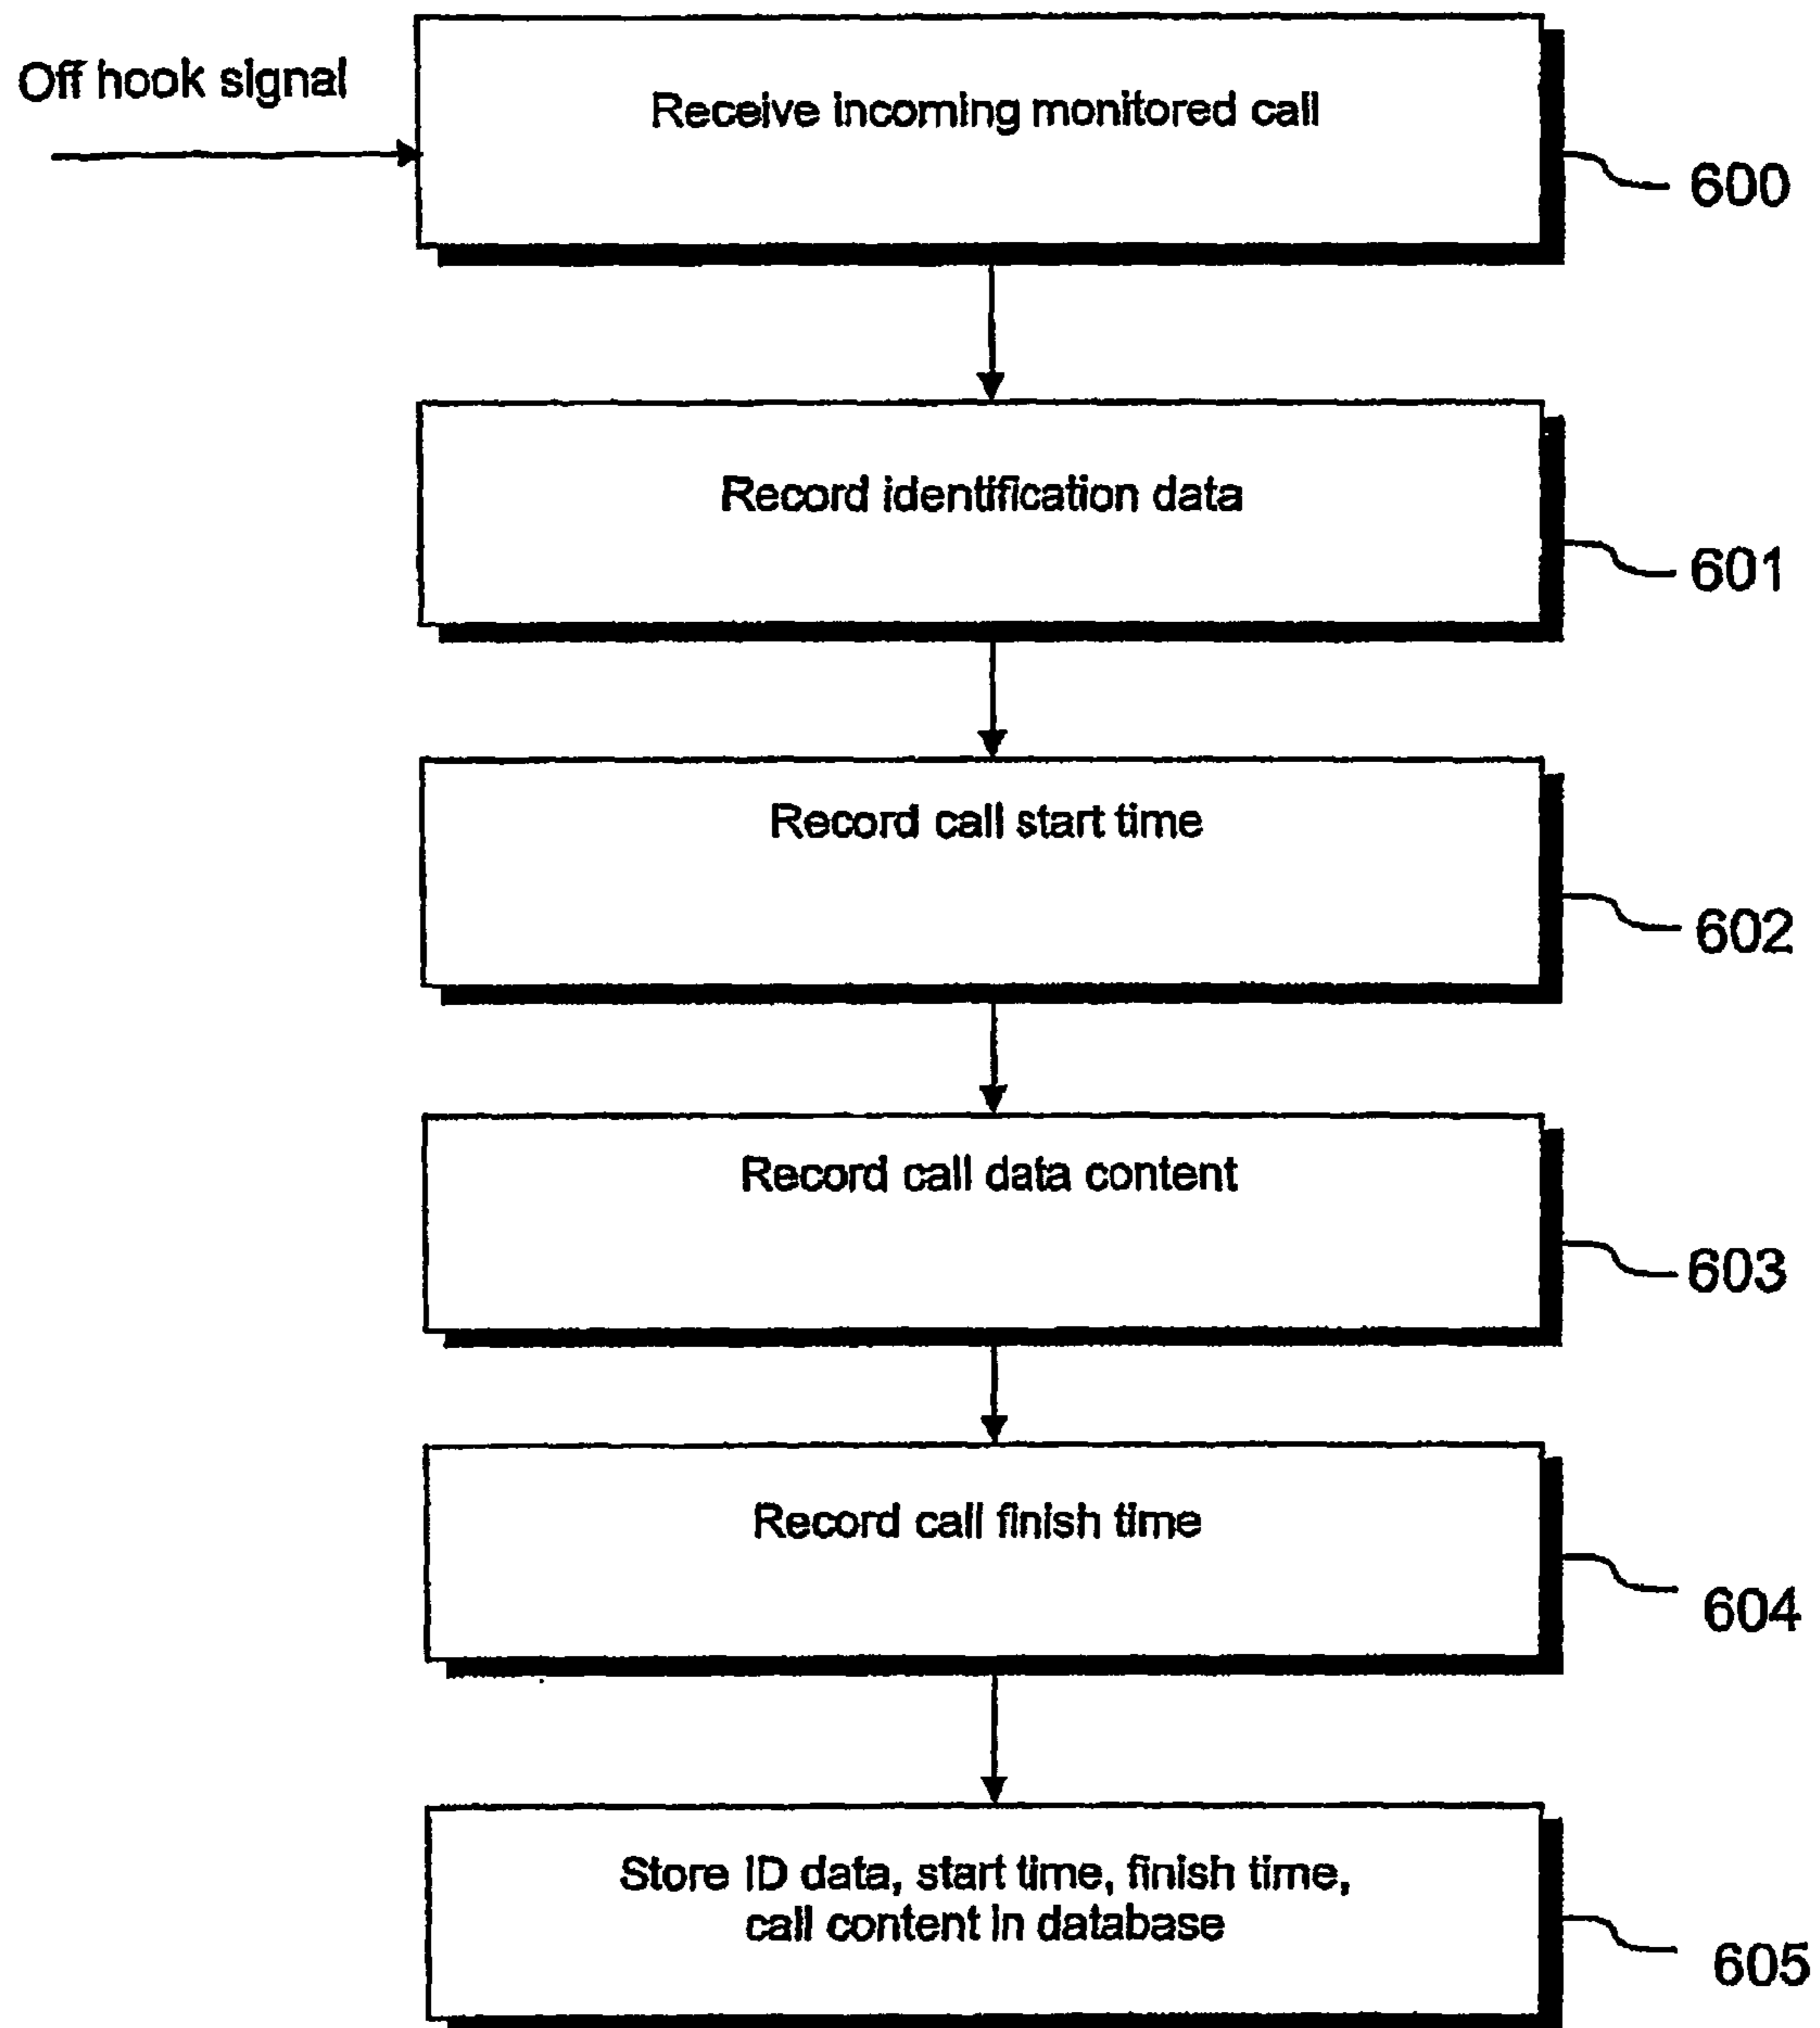 Off hook signal
Receive incoming monitored call
600
Record identification data
601
Record call start time
602
Record call data content
603
Record call finish time
604
Store ID data, start time, finish time,
call content in database
605